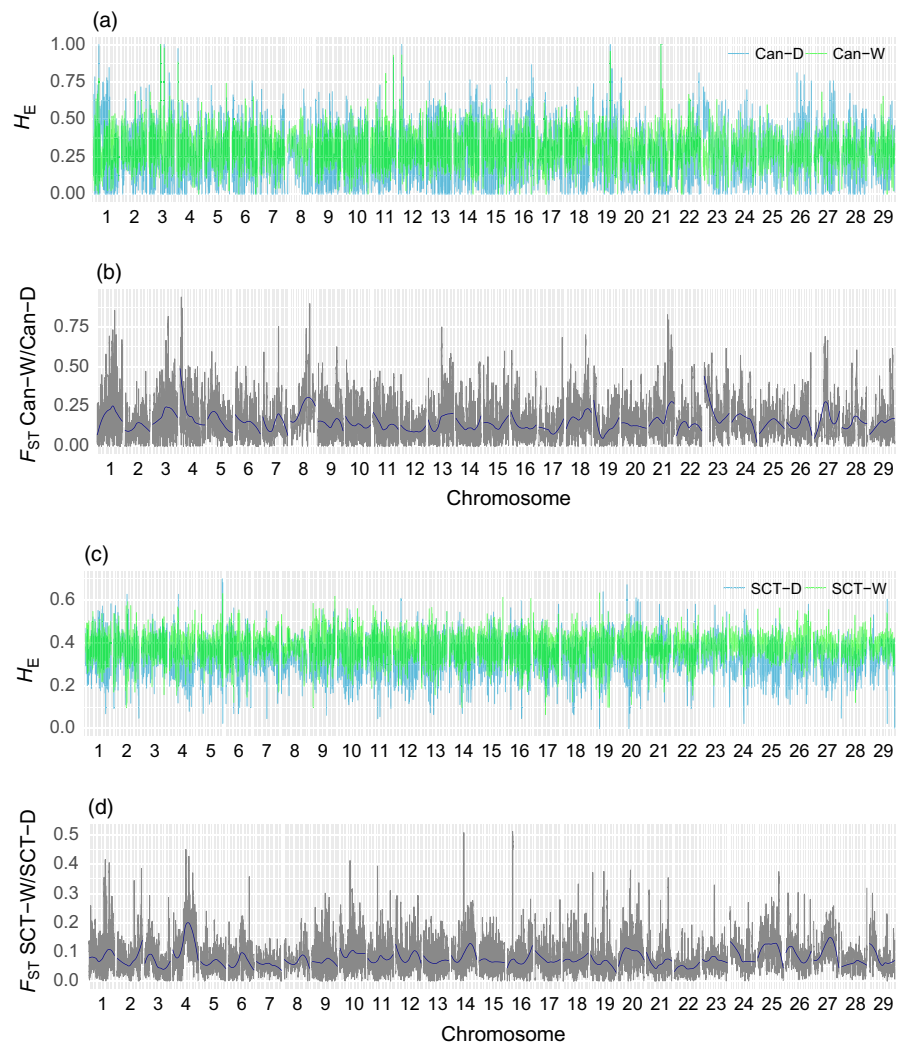 (a)
1.00
0.75
0.50
0.25
0.00
H_E
Can-D Can-W
1 2 3 4 5 6 7 8 9 10 11 12 13 14 15 16 17 18 19 20 21 22 23 24 25 26 27 28 29
(b)
0.75
0.50
0.25
0.00
F_ST Can-W/Can-D
1 2 3 4 5 6 7 8 9 10 11 12 13 14 15 16 17 18 19 20 21 22 23 24 25 26 27 28 29
Chromosome
(c)
0.6
0.4
0.2
0.0
H_E
SCT-D SCT-W
1 2 3 4 5 6 7 8 9 10 11 12 13 14 15 16 17 18 19 20 21 22 23 24 25 26 27 28 29
(d)
0.5
0.4
0.3
0.2
0.1
0.0
F_ST SCT-W/SCT-D
1 2 3 4 5 6 7 8 9 10 11 12 13 14 15 16 17 18 19 20 21 22 23 24 25 26 27 28 29
Chromosome